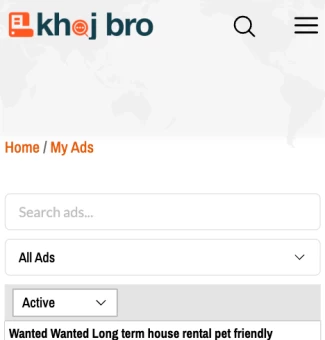 khoj bro
Home / My Ads
Search ads...
All Ads
Active
Wanted Wanted Long term house rental pet friendly